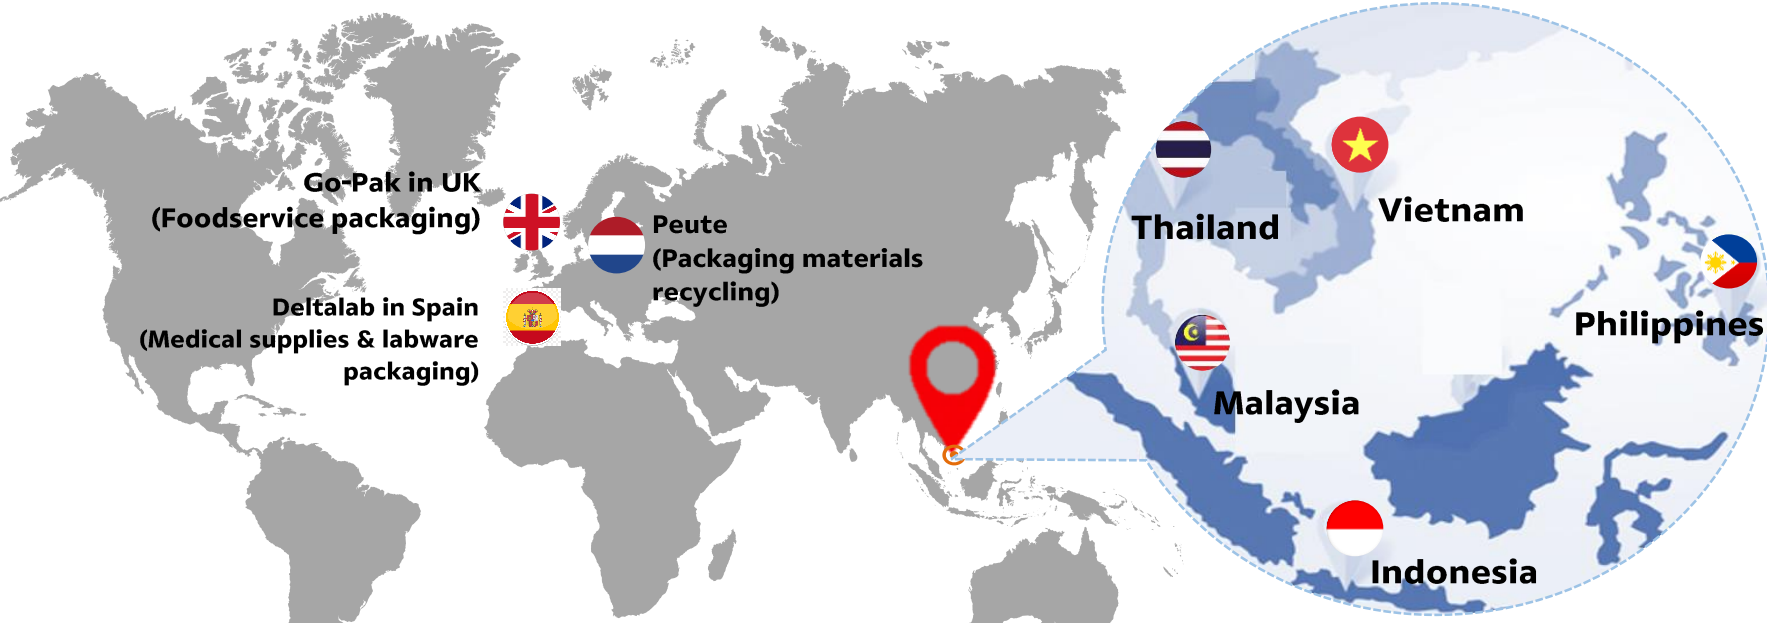 Go-Pak in UK
(Foodservice packaging)
Peute
(Packaging materials
recycling)
Deltalab in Spain
(Medical supplies & labware
packaging)
Thailand
Vietnam
Philippines
Malaysia
Indonesia